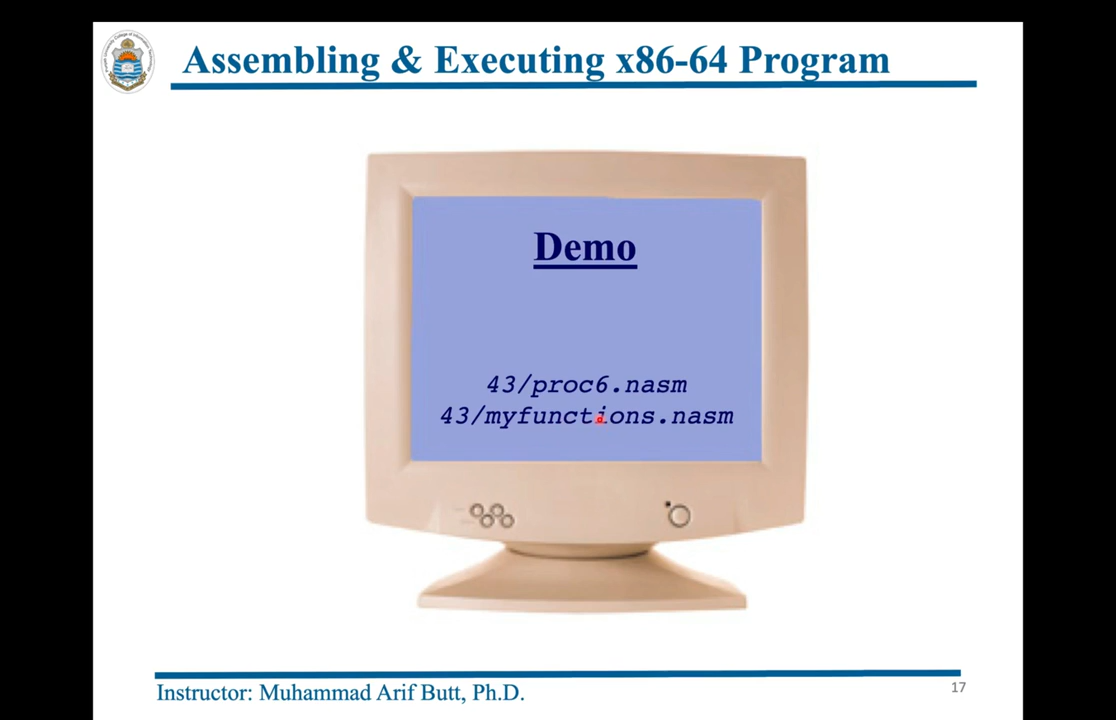 Assembling & Executing x86-64 Program
Demo
43/proc6.nasm
43/myfunctions.nasm
Instructor: Muhammad Arif Butt, Ph.D.
17